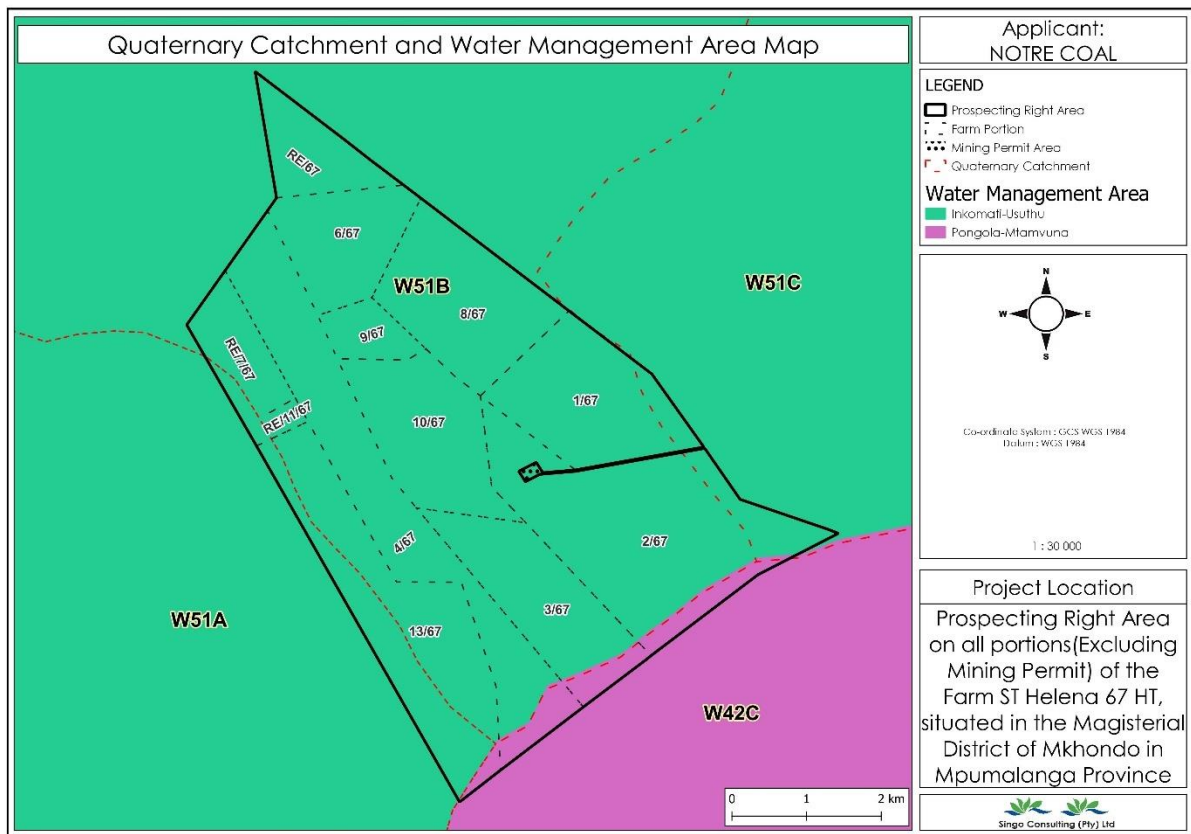 Quaternary Catchment and Water Management Area Map
RE/67
6/67
W51B
8/67
W51C
9/67
RE/7/67
RE/11/67
10/67
1/67
2/67
4/67
3/67
W51A
13/67
W42C
0 1 2 km
Applicant:
NOTRE COAL
LEGEND
Prospecting Right Area
Farm Portion
Mining Permit Area
Quaternary Catchment
Water Management Area
Inkomati-Usuthu
Pongola-Mtamvuna
N
W E
S
Co-ordinate System : GCS WGS 1984
Datum : WGS 1984
1 : 30 000
Project Location
Prospecting Right Area
on all portions(Excluding
Mining Permit) of the
Farm ST Helena 67 HT,
situated in the Magisterial
District of Mkhondo in
Mpumalanga Province
Singo Consulting (Pty) Ltd